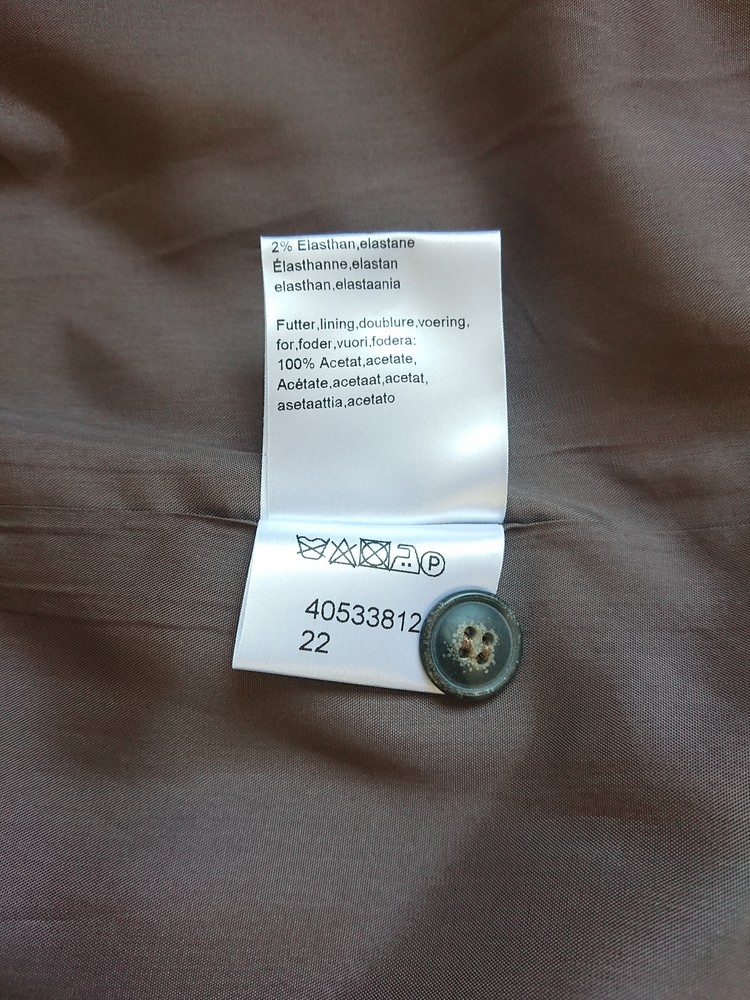 2% Elasthan,elastane
Élasthanne,elastan
elasthan,elastaania
Futter,lining,doublure,voering,
for,foder,vuori,fodera:
100% Acetat,acetate,
Acétate,acetaat,acetat,
asetaattia,acetato
P
40533812
22